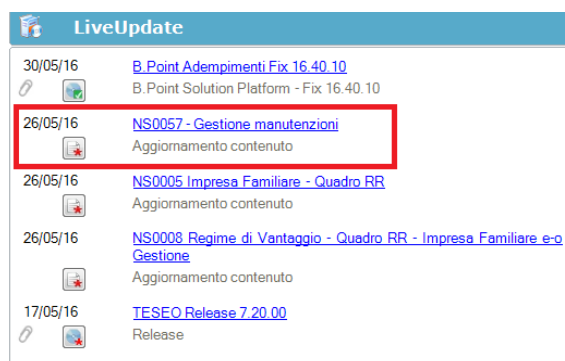 LiveUpdate
30/05/16 B.Point Adempimenti Fix 16.40.10
B.Point Solution Platform - Fix 16.40.10
26/05/16 NS0057 - Gestione manutenzioni
Aggiornamento contenuto
26/05/16 NS0005 Impresa Familiare - Quadro RR
Aggiornamento contenuto
26/05/16 NS0008 Regime di Vantaggio - Quadro RR - Impresa Familiare e-o
Gestione
Aggiornamento contenuto
17/05/16 TESEO Release 7.20.00
Release